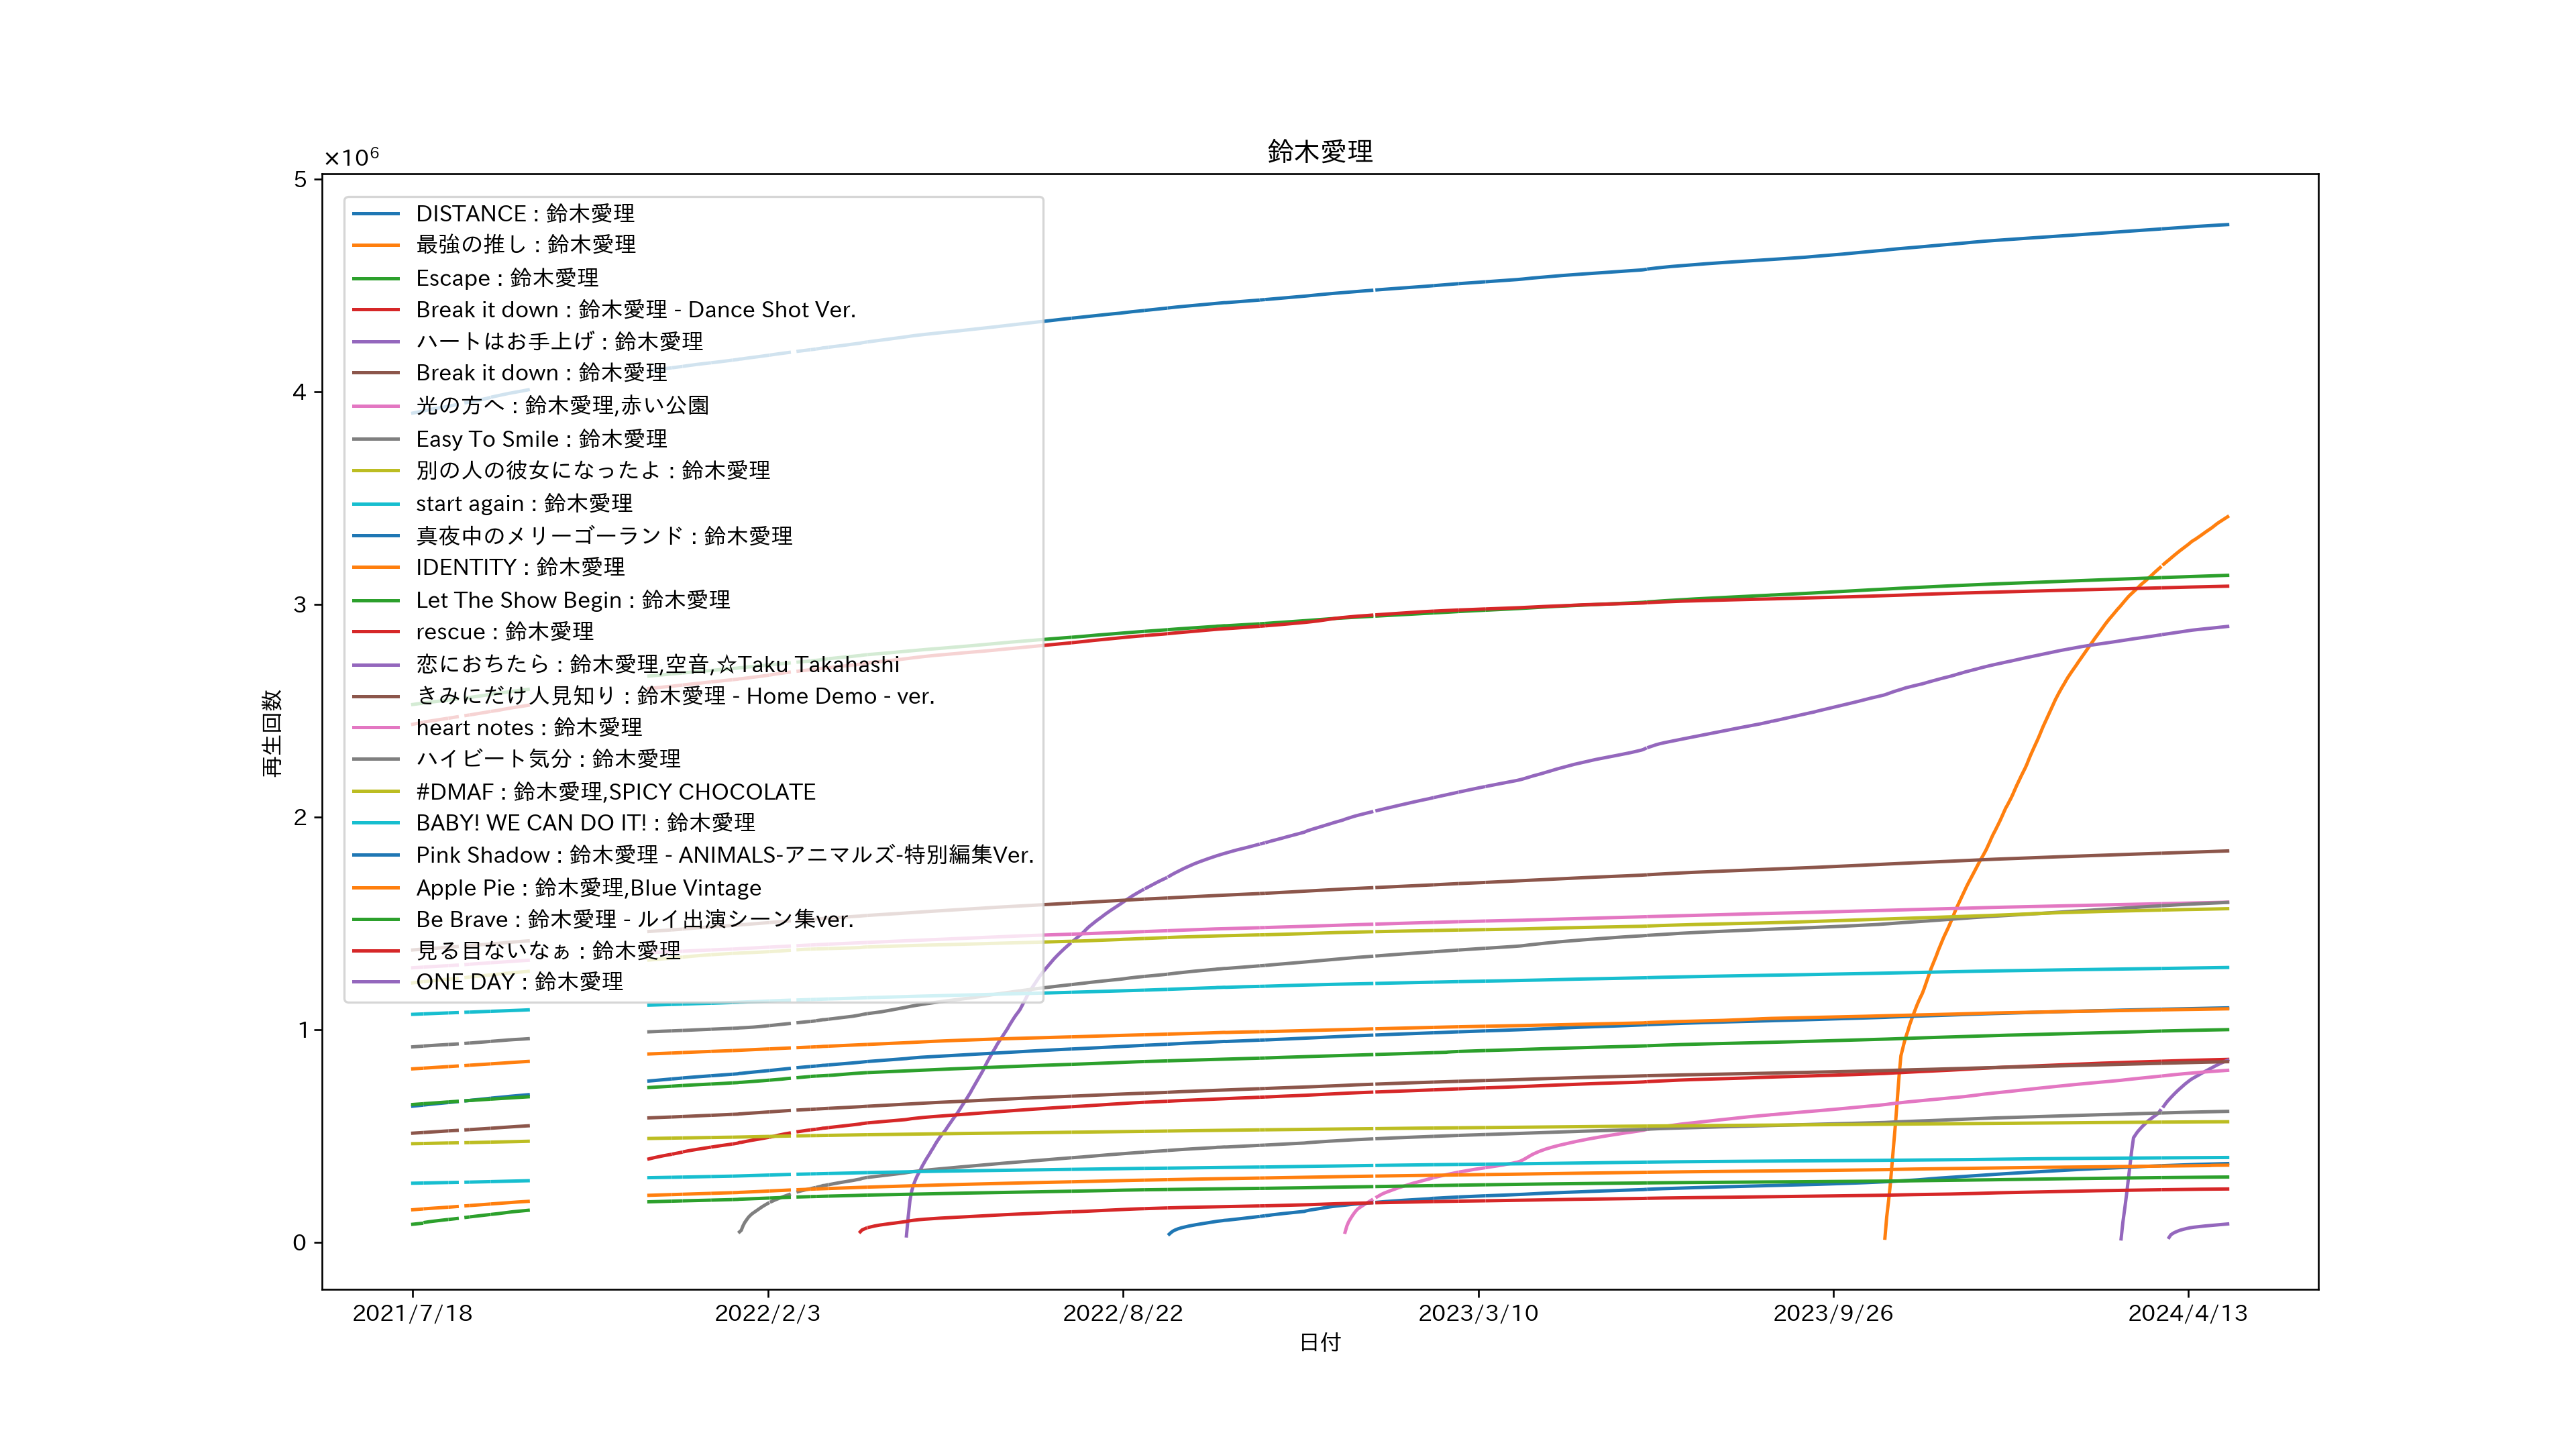 鈴木愛理
×10⁶
5
4
3
2
1
0
再生回数
DISTANCE : 鈴木愛理
最強の推し : 鈴木愛理
Escape : 鈴木愛理
Break it down : 鈴木愛理 - Dance Shot Ver.
ハートはお手上げ : 鈴木愛理
Break it down : 鈴木愛理
光の方へ : 鈴木愛理,赤い公園
Easy To Smile : 鈴木愛理
別の人の彼女になったよ : 鈴木愛理
start again : 鈴木愛理
真夜中のメリーゴーランド : 鈴木愛理
IDENTITY : 鈴木愛理
Let The Show Begin : 鈴木愛理
rescue : 鈴木愛理
恋におちたら : 鈴木愛理,空音,☆Taku Takahashi
きみにだけ人見知り : 鈴木愛理 - Home Demo - ver.
heart notes : 鈴木愛理
ハイビート気分 : 鈴木愛理
#DMAF : 鈴木愛理,SPICY CHOCOLATE
BABY! WE CAN DO IT! : 鈴木愛理
Pink Shadow : 鈴木愛理 - ANIMALS-アニマルズ-特別編集Ver.
Apple Pie : 鈴木愛理,Blue Vintage
Be Brave : 鈴木愛理 - ルイ出演シーン集ver.
見る目ないなぁ : 鈴木愛理
ONE DAY : 鈴木愛理
2021/7/18
2022/2/3
2022/8/22
2023/3/10
2023/9/26
2024/4/13
日付